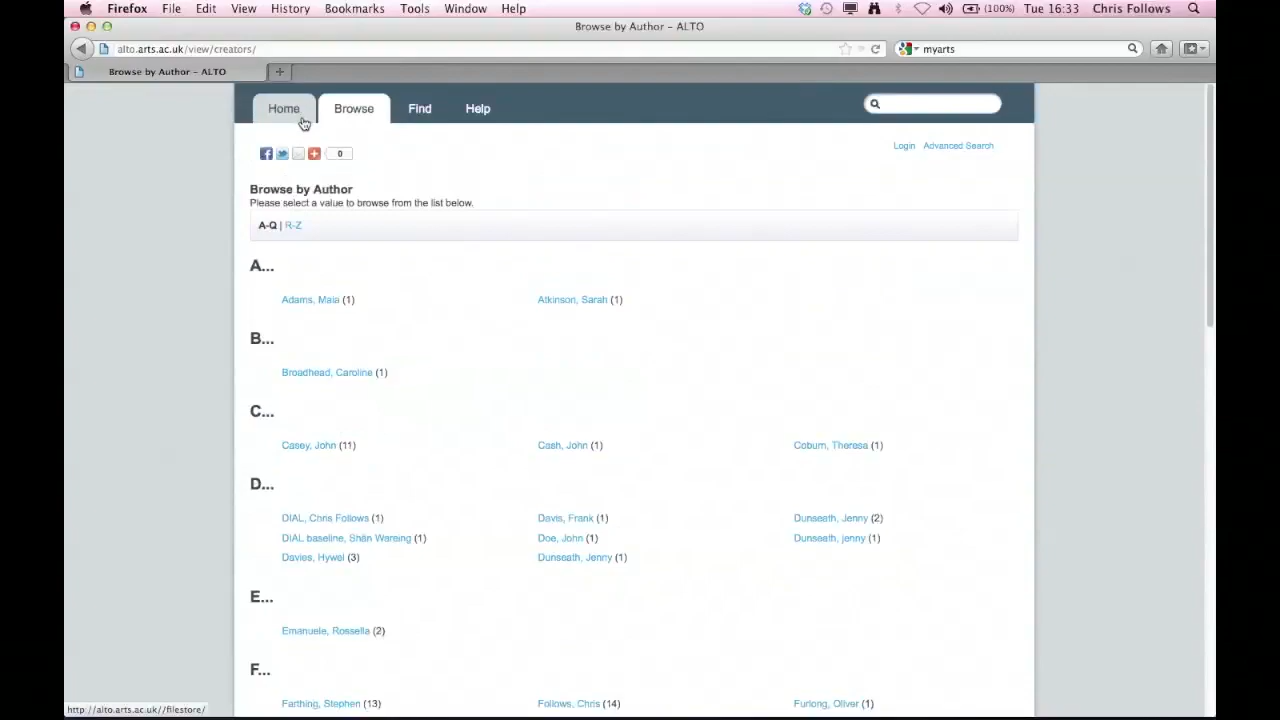 Firefox File Edit View History Bookmarks Tools Window Help (100%) Tue 16:33 Chris Follows
Browse by Author – ALTO
alto.arts.ac.uk/view/creators/ myarts
Browse by Author – ALTO
Home Browse Find Help
0
Login Advanced Search
Browse by Author
Please select a value to browse from the list below.
A-Q | R-Z
A...
Adams, Maia (1) Atkinson, Sarah (1)
B...
Broadhead, Caroline (1)
C...
Casey, John (11) Cash, John (1) Coburn, Theresa (1)
D...
DIAL, Chris Follows (1) Davis, Frank (1) Dunseath, Jenny (2)
DIAL baseline, Shân Wareing (1) Doe, John (1) Dunseath, jenny (1)
Davies, Hywel (3) Dunseath, Jenny (1)
E...
Emanuele, Rossella (2)
F...
Farthing, Stephen (13) Follows, Chris (14) Furlong, Oliver (1)
http://alto.arts.ac.uk//filestore/